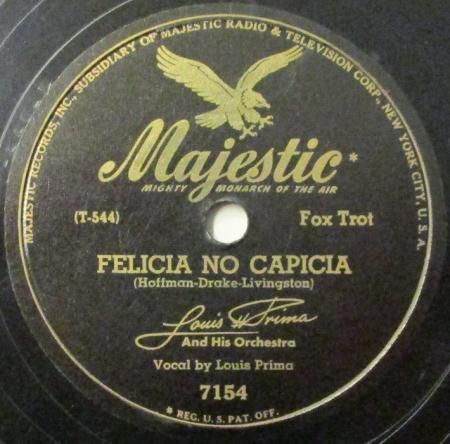 MAJESTIC RECORDS, INC., SUBSIDIARY OF MAJESTIC RADIO & TELEVISION CORP., NEW YORK CITY, U.S.A.
Majestic*
MIGHTY MONARCH OF THE AIR
(T-544) Fox Trot
FELICIA NO CAPICIA
(Hoffman-Drake-Livingston)
Louis Prima
And His Orchestra
Vocal by Louis Prima
7154
* REG. U.S. PAT. OFF.